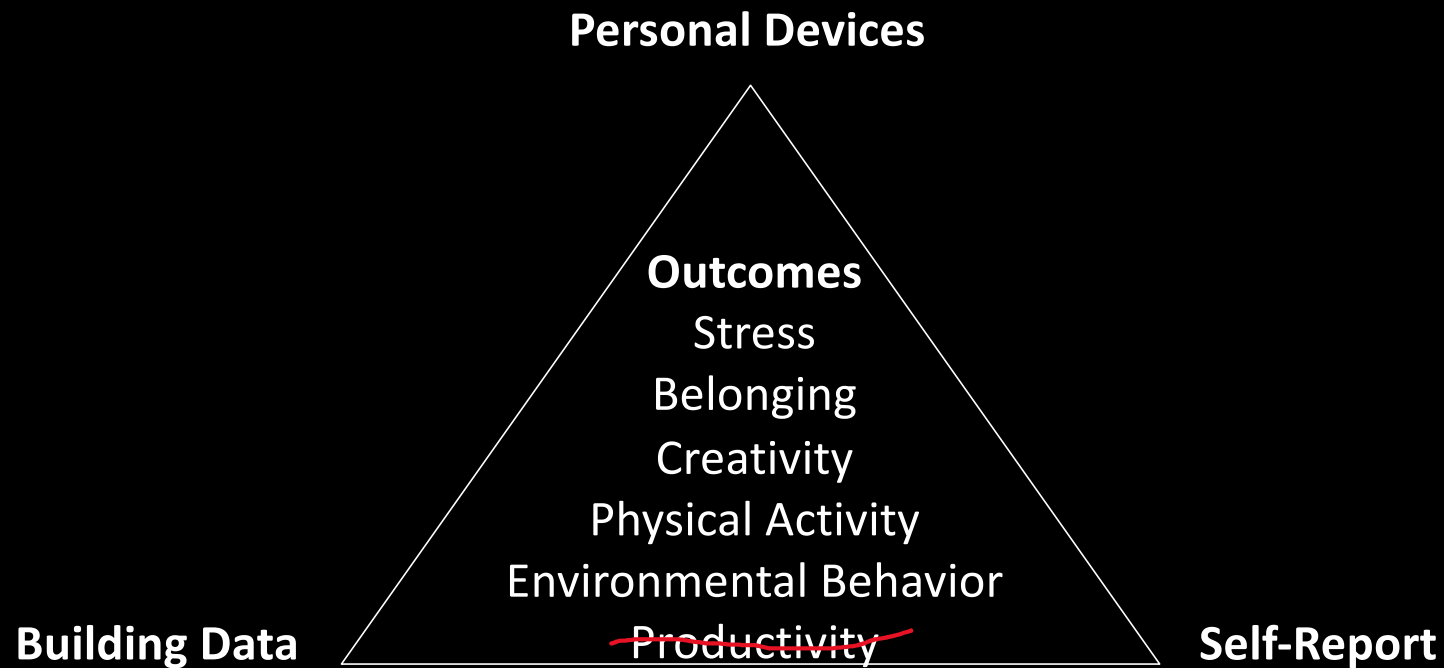 Personal Devices
Outcomes
Stress
Belonging
Creativity
Physical Activity
Environmental Behavior
Productivity
Building Data
Self-Report